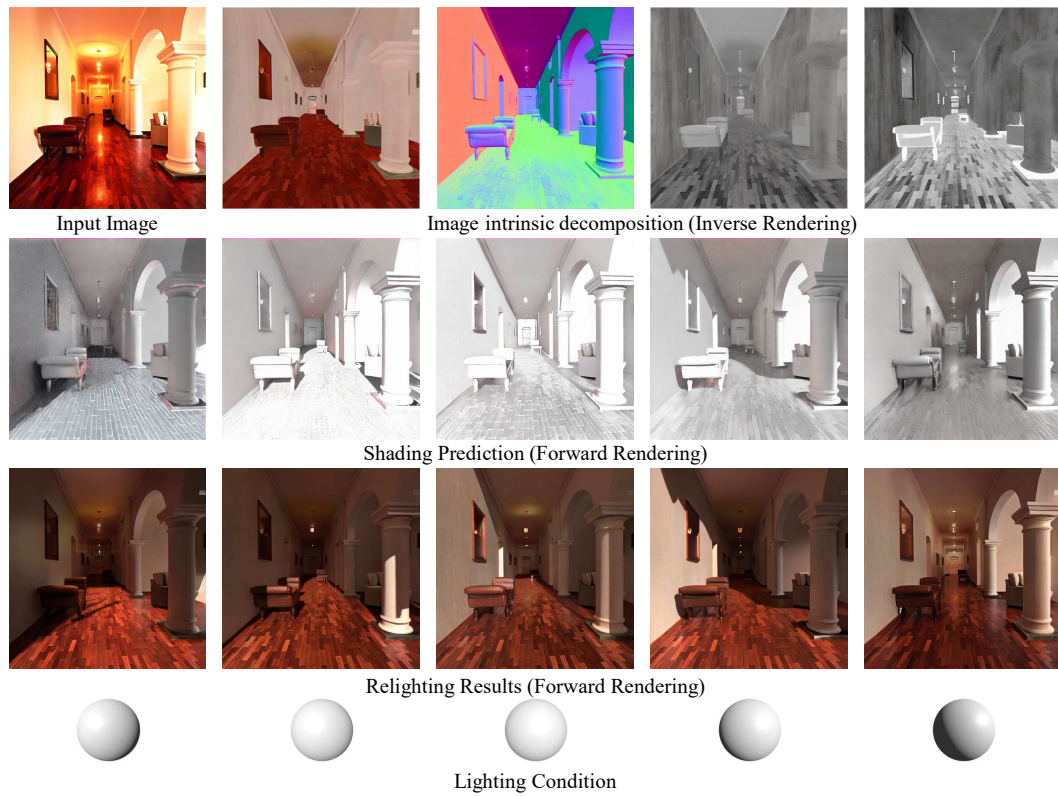 Input Image
Image intrinsic decomposition (Inverse Rendering)
Shading Prediction (Forward Rendering)
Relighting Results (Forward Rendering)
Lighting Condition